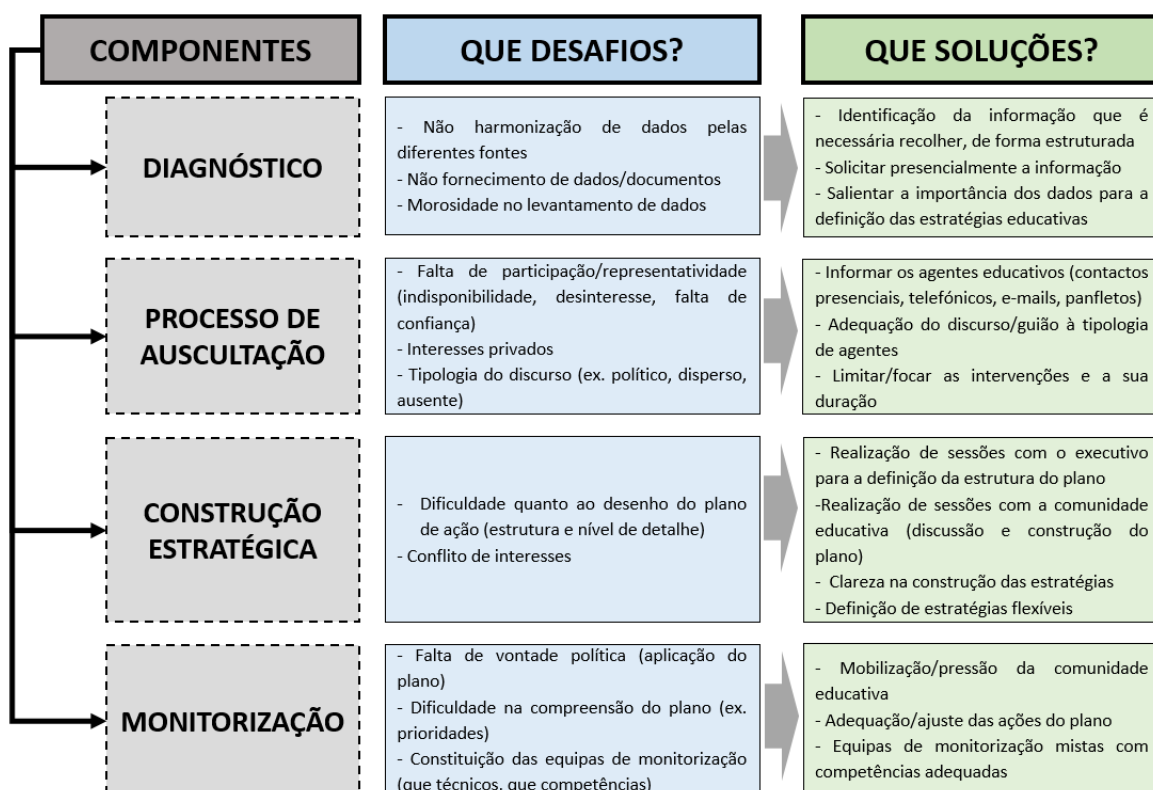 COMPONENTES
QUE DESAFIOS?
QUE SOLUÇÕES?
DIAGNÓSTICO
- Não harmonização de dados pelas
diferentes fontes
- Não fornecimento de dados/documentos
- Morosidade no levantamento de dados
- Identificação da informação que é
necessária recolher, de forma estruturada
- Solicitar presencialmente a informação
- Salientar a importância dos dados para a
definição das estratégias educativas
PROCESSO DE
AUSCULTAÇÃO
- Falta de participação/representatividade
(indisponibilidade, desinteresse, falta de
confiança)
- Interesses privados
- Tipologia do discurso (ex. político, disperso,
ausente)
- Informar os agentes educativos (contactos
presenciais, telefónicos, e-mails, panfletos)
- Adequação do discurso/guião à tipologia
de agentes
- Limitar/focar as intervenções e a sua
duração
CONSTRUÇÃO
ESTRATÉGICA
- Dificuldade quanto ao desenho do plano
de ação (estrutura e nível de detalhe)
- Conflito de interesses
- Realização de sessões com o executivo
para a definição da estrutura do plano
-Realização de sessões com a comunidade
educativa (discussão e construção do
plano)
- Clareza na construção das estratégias
- Definição de estratégias flexíveis
MONITORIZAÇÃO
- Falta de vontade política (aplicação do
plano)
- Dificuldade na compreensão do plano (ex.
prioridades)
- Constituição das equipas de monitorização
(que técnicos, que competências)
- Mobilização/pressão da comunidade
educativa
- Adequação/ajuste das ações do plano
- Equipas de monitorização mistas com
competências adequadas